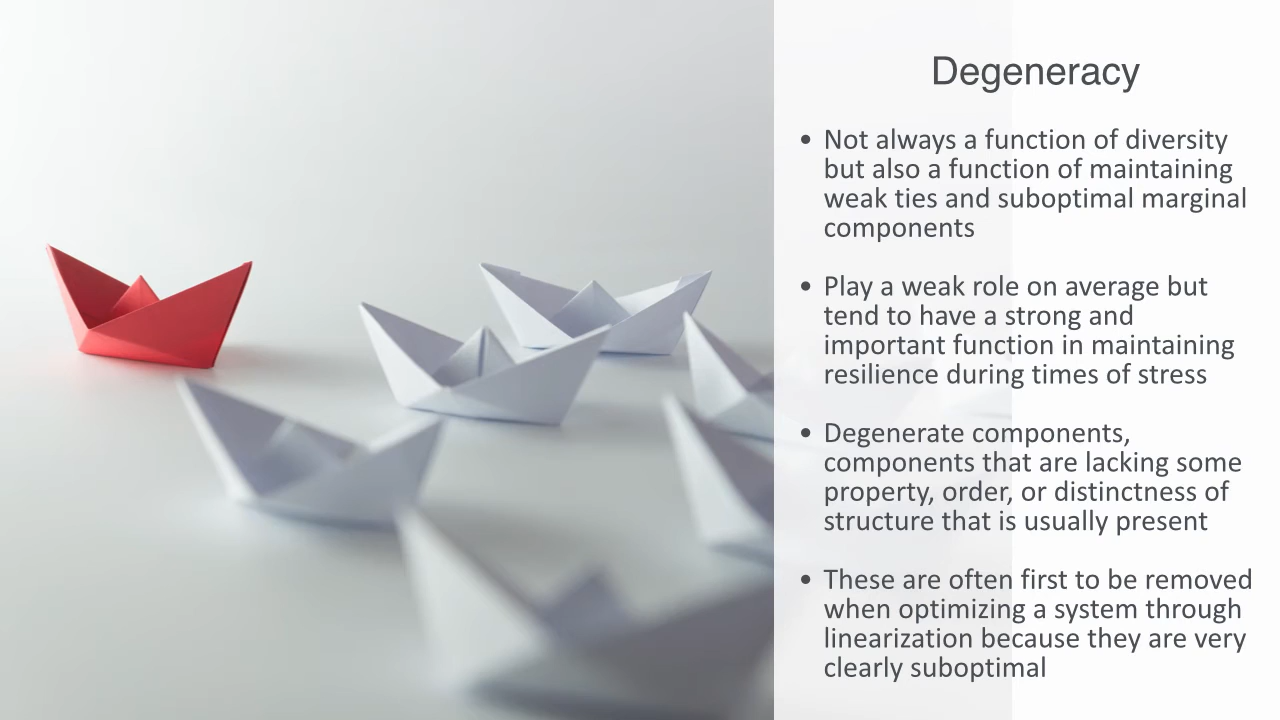 Degeneracy
• Not always a function of diversity
but also a function of maintaining
weak ties and suboptimal marginal
components
• Play a weak role on average but
tend to have a strong and
important function in maintaining
resilience during times of stress
• Degenerate components,
components that are lacking some
property, order, or distinctness of
structure that is usually present
• These are often first to be removed
when optimizing a system through
linearization because they are very
clearly suboptimal